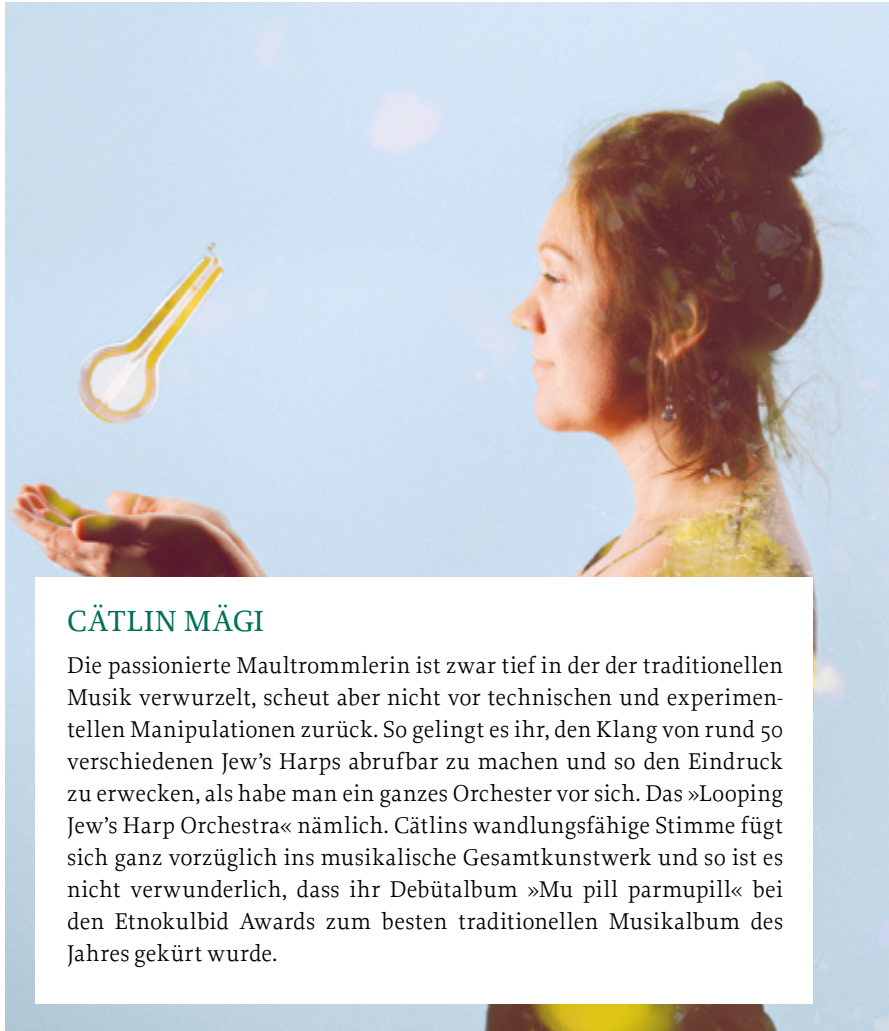 CÄTLIN MÄGI
Die passionierte Maultrommlerin ist zwar tief in der der traditionellen
Musik verwurzelt, scheut aber nicht vor technischen und experimen-
tellen Manipulationen zurück. So gelingt es ihr, den Klang von rund 50
verschiedenen Jew’s Harps abrufbar zu machen und so den Eindruck
zu erwecken, als habe man ein ganzes Orchester vor sich. Das »Looping
Jew’s Harp Orchestra« nämlich. Cätlins wandlungsfähige Stimme fügt
sich ganz vorzüglich ins musikalische Gesamtkunstwerk und so ist es
nicht verwunderlich, dass ihr Debütalbum »Mu pill parmupill« bei
den Etnokulbid Awards zum besten traditionellen Musikalbum des
Jahres gekürt wurde.